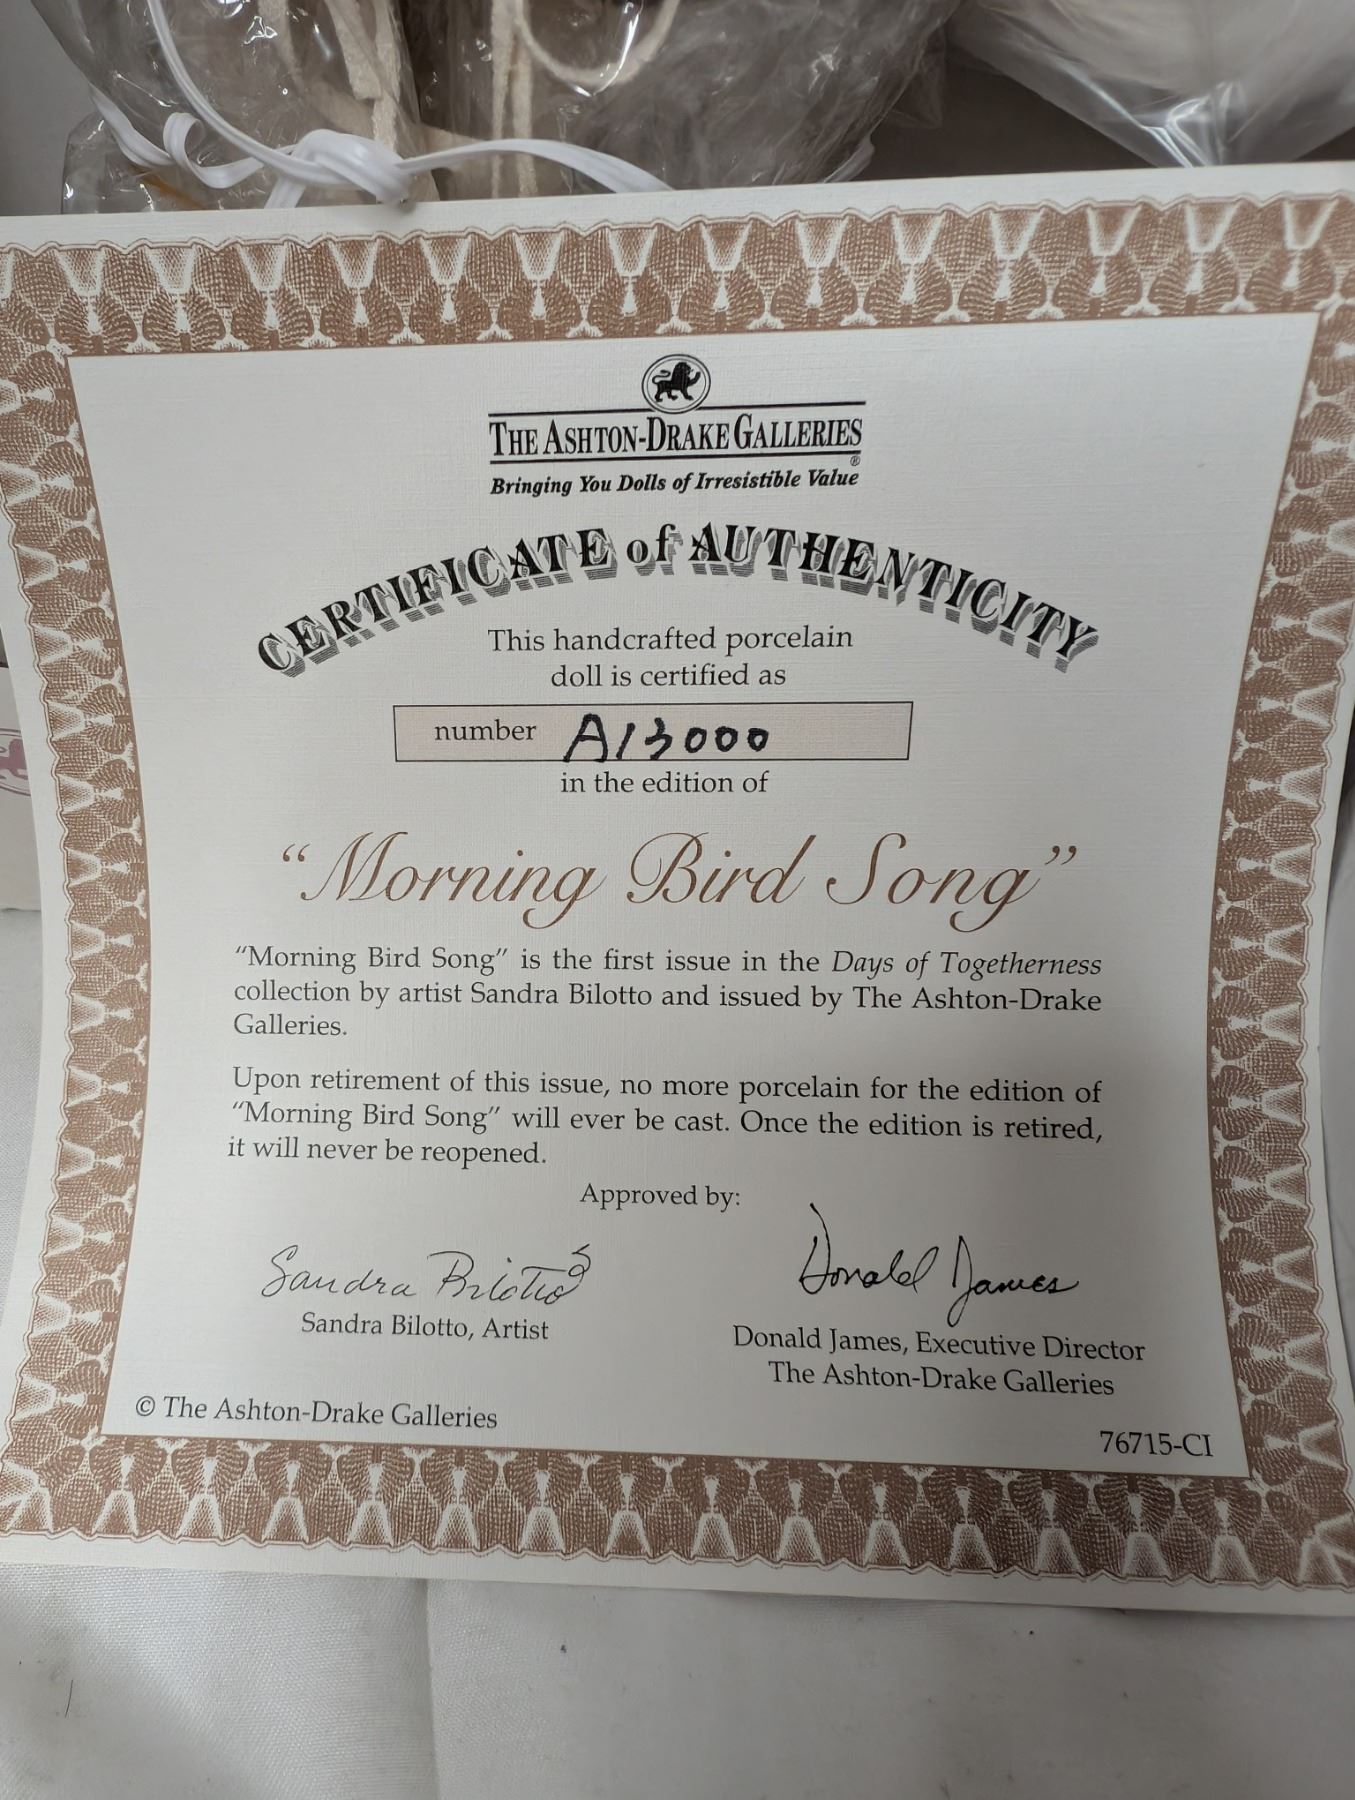 THE ASHTON-DRAKE GALLERIES
®
Bringing You Dolls of Irresistible Value
CERTIFICATE of AUTHENTICITY
This handcrafted porcelain
doll is certified as
number A13000
in the edition of
“Morning Bird Song”
“Morning Bird Song” is the first issue in the Days of Togetherness
collection by artist Sandra Bilotto and issued by The Ashton-Drake
Galleries.
Upon retirement of this issue, no more porcelain for the edition of
“Morning Bird Song” will ever be cast. Once the edition is retired,
it will never be reopened.
Approved by:
Sandra Bilotto
Donald James
Sandra Bilotto, Artist
Donald James, Executive Director
The Ashton-Drake Galleries
© The Ashton-Drake Galleries
76715-CI